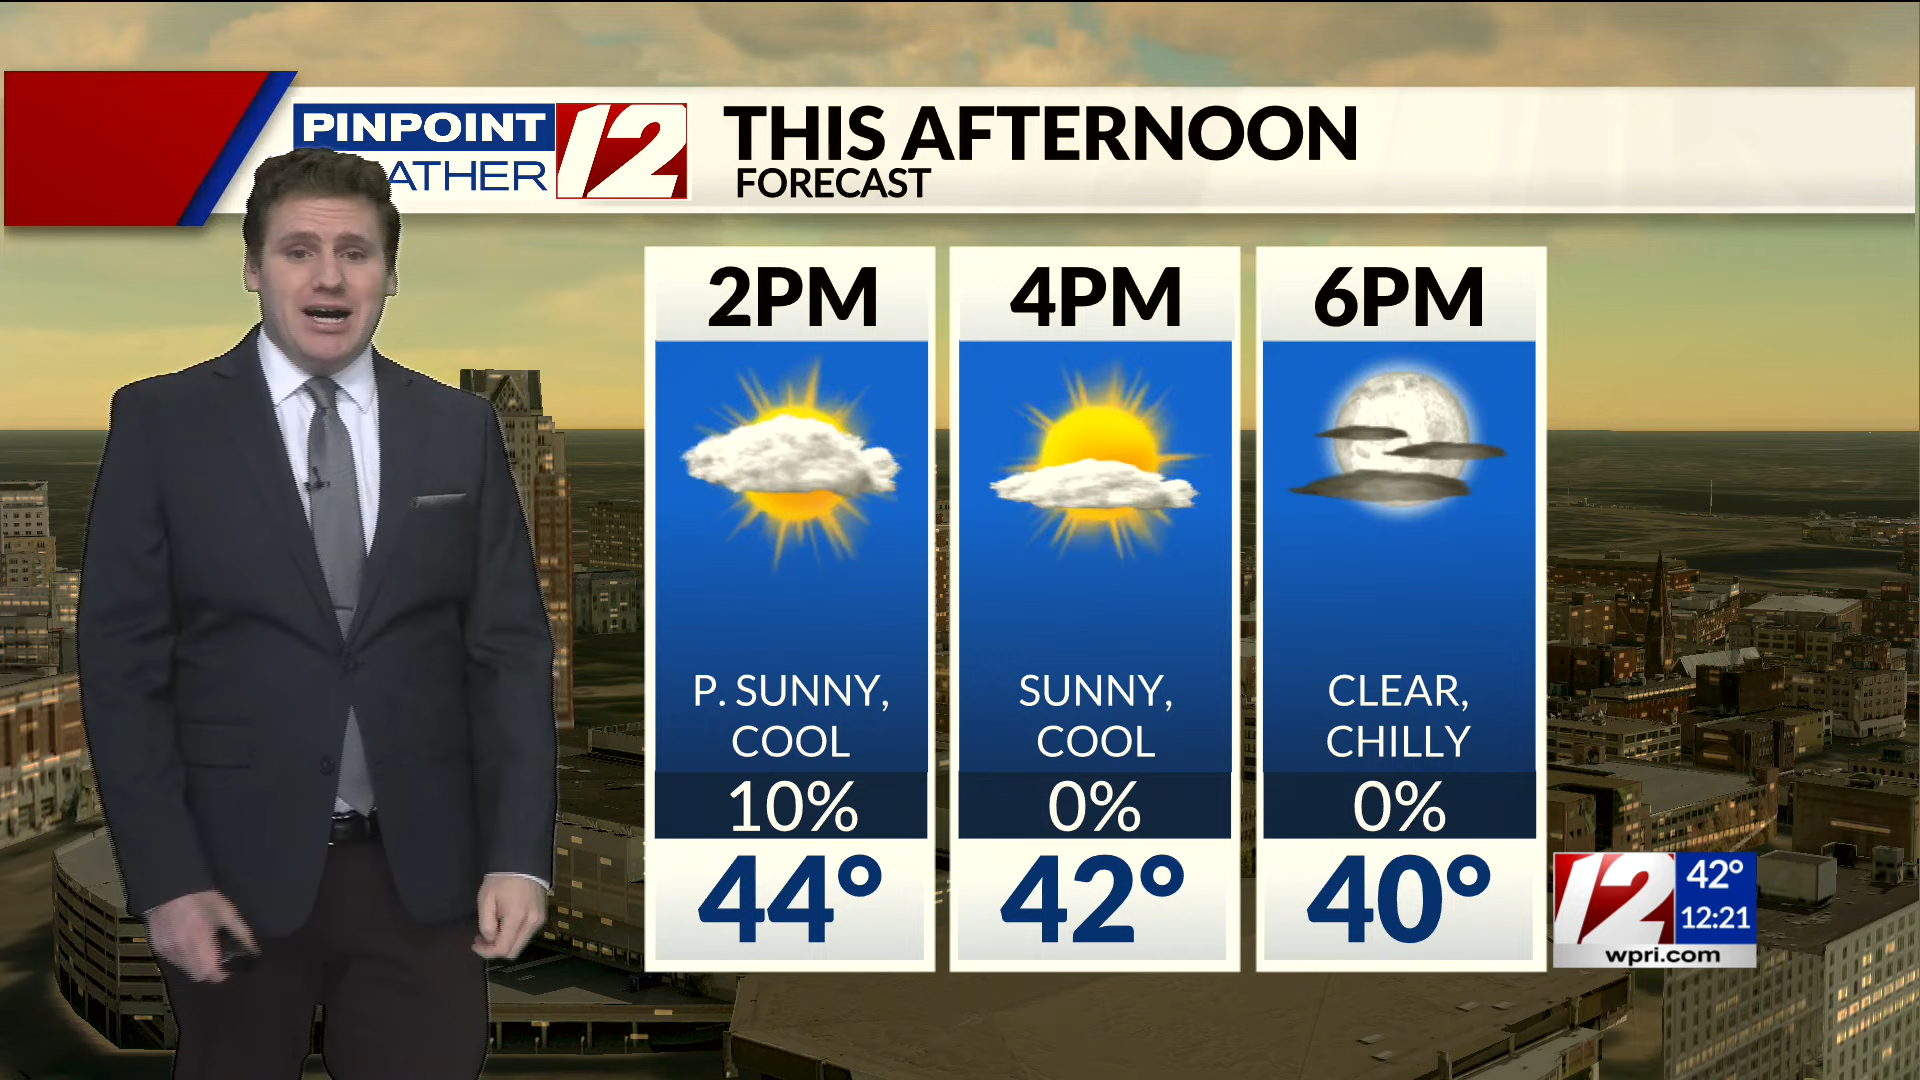 PINPOINT
ATHER
12
THIS AFTERNOON
FORECAST
2PM
P. SUNNY,
COOL
10%
44°
4PM
SUNNY,
COOL
0%
42°
6PM
CLEAR,
CHILLY
0%
40°
12
42°
12:21
wpri.com